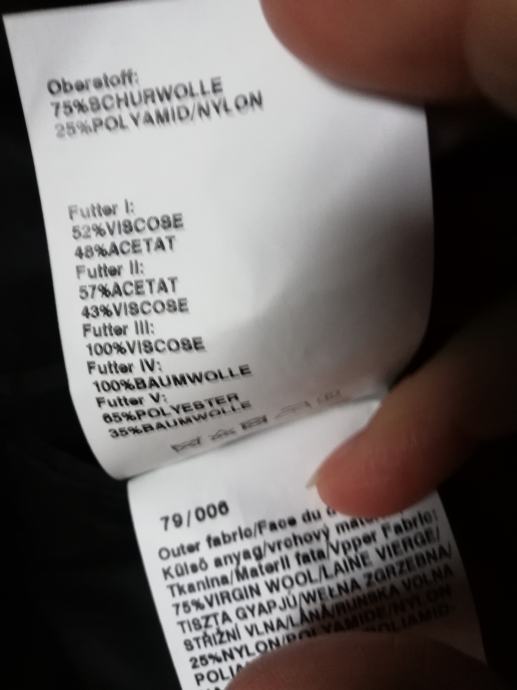 Oberstoff:
75%SCHURWOLLE
25%POLYAMID/NYLON
Futter I:
52%VISCOSE
48%ACETAT
Futter II:
57%ACETAT
43%VISCOSE
Futter III:
100%VISCOSE
Futter IV:
100%BAUMWOLLE
Futter V:
65%POLYESTER
35%BAUMWOLLE
79/006
Outer fabric/Face du
Külső anyag/vrchový
Tkanina/Materil fata/Vpper Fabric:
75%VIRGIN WOOL/LAINE VIERGE/
TISZTA GYAPJÚ/WEŁNA ZGRZEBNA/
STŘIŽNÍ VLNA/LÂNĂ/RUNSKA VOLNA
25%NYLON/POLYAMIDE/NYLON